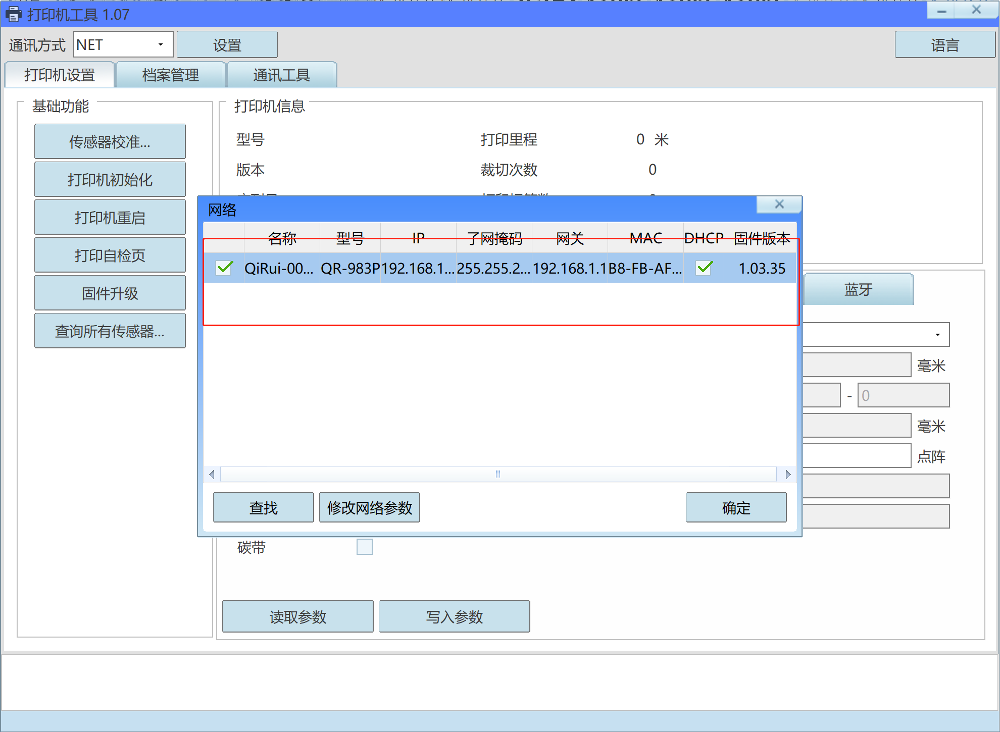 打印机工具 1.07
通讯方式 NET 设置 语言
打印机设置 档案管理 通讯工具
基础功能
传感器校准...
打印机初始化
打印机重启
打印自检页
固件升级
查询所有传感器...
打印机信息
型号 打印里程 0 米
版本 裁切次数 0
网络
名称 型号 IP 子网掩码 网关 MAC DHCP 固件版本
QiRui-00... QR-983P 192.168.1... 255.255.2... 192.168.1.1 B8-FB-AF... 1.03.35
查找 修改网络参数 确定
蓝牙
毫米
- 0
毫米
点阵
碳带
读取参数 写入参数